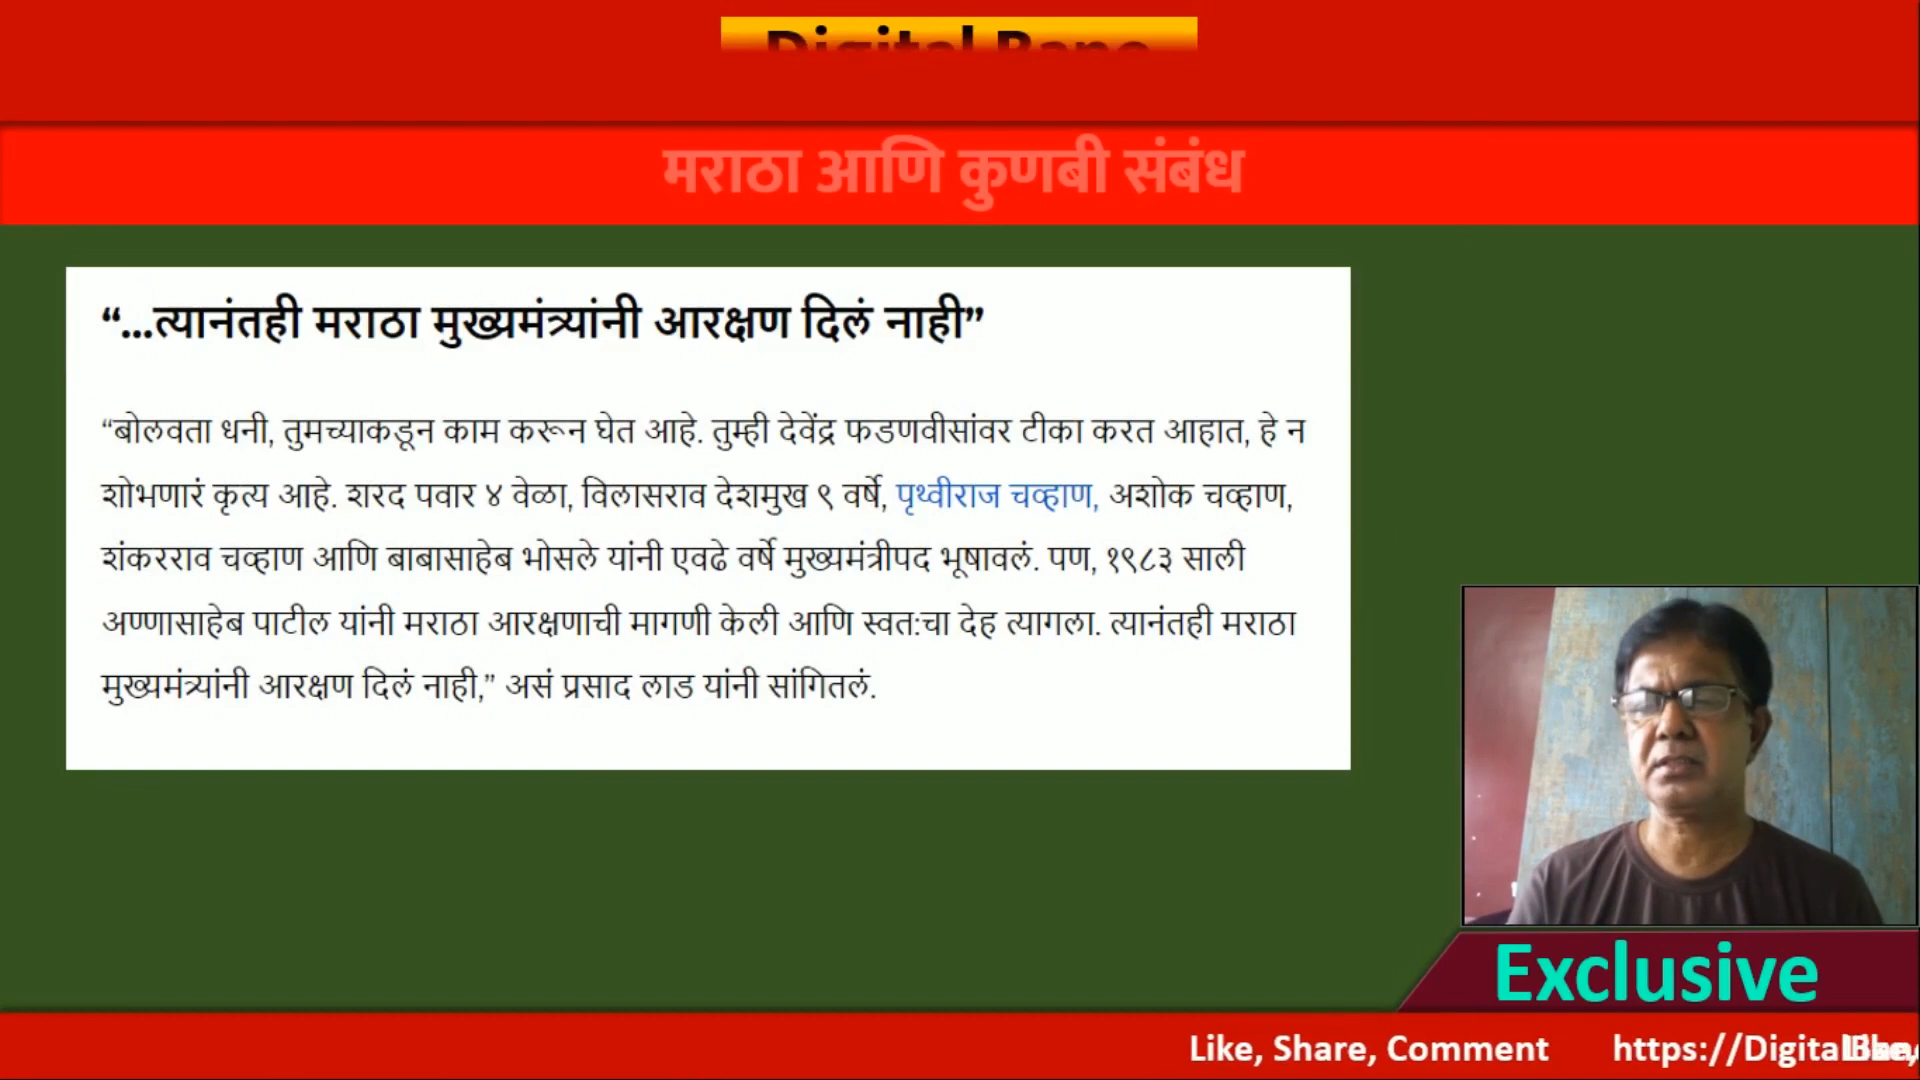 मराठा आणि कुणबी संबंध
“...त्यानंतही मराठा मुख्यमंत्र्यांनी आरक्षण दिलं नाही”
“बोलवता धनी, तुमच्याकडून काम करून घेत आहे. तुम्ही देवेंद्र फडणवीसांवर टीका करत आहात, हे न
शोभणारं कृत्य आहे. शरद पवार ४ वेळा, विलासराव देशमुख ९ वर्षे, पृथ्वीराज चव्हाण, अशोक चव्हाण,
शंकरराव चव्हाण आणि बाबासाहेब भोसले यांनी एवढे वर्षे मुख्यमंत्रीपद भूषावलं. पण, १९८३ साली
अण्णासाहेब पाटील यांनी मराठा आरक्षणाची मागणी केली आणि स्वत:चा देह त्यागला. त्यानंतही मराठा
मुख्यमंत्र्यांनी आरक्षण दिलं नाही,” असं प्रसाद लाड यांनी सांगितलं.
Exclusive
Like, Share, Comment https://Digital